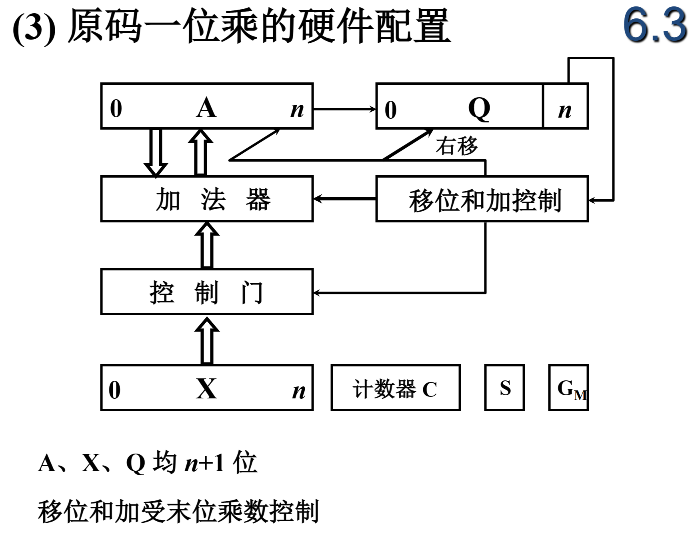 (3) 原码一位乘的硬件配置 6.3
0 A n
0 Q n
右移
加 法 器
移位和加控制
控 制 门
0 X n
计数器 C
S
GM
A、X、Q 均 n+1 位
移位和加受末位乘数控制